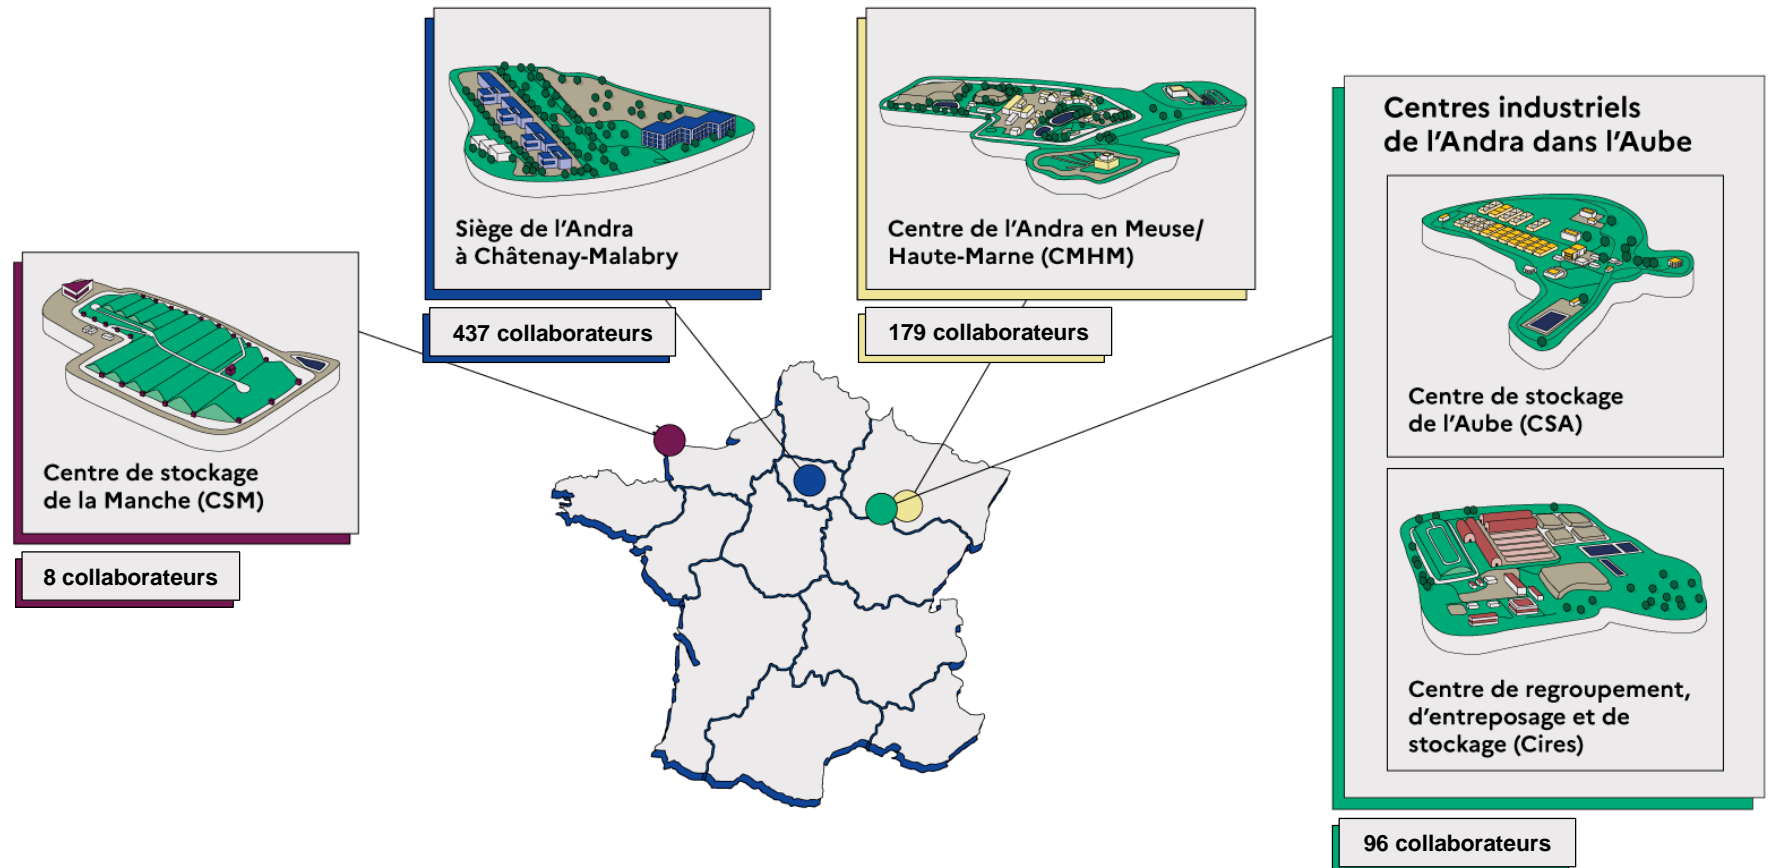 Centre de stockage
de la Manche (CSM)
8 collaborateurs
Siège de l'Andra
à Châtenay-Malabry
437 collaborateurs
Centre de l'Andra en Meuse/
Haute-Marne (CMHM)
179 collaborateurs
Centres industriels
de l'Andra dans l'Aube
Centre de stockage
de l'Aube (CSA)
Centre de regroupement,
d'entreposage et de
stockage (Cires)
96 collaborateurs